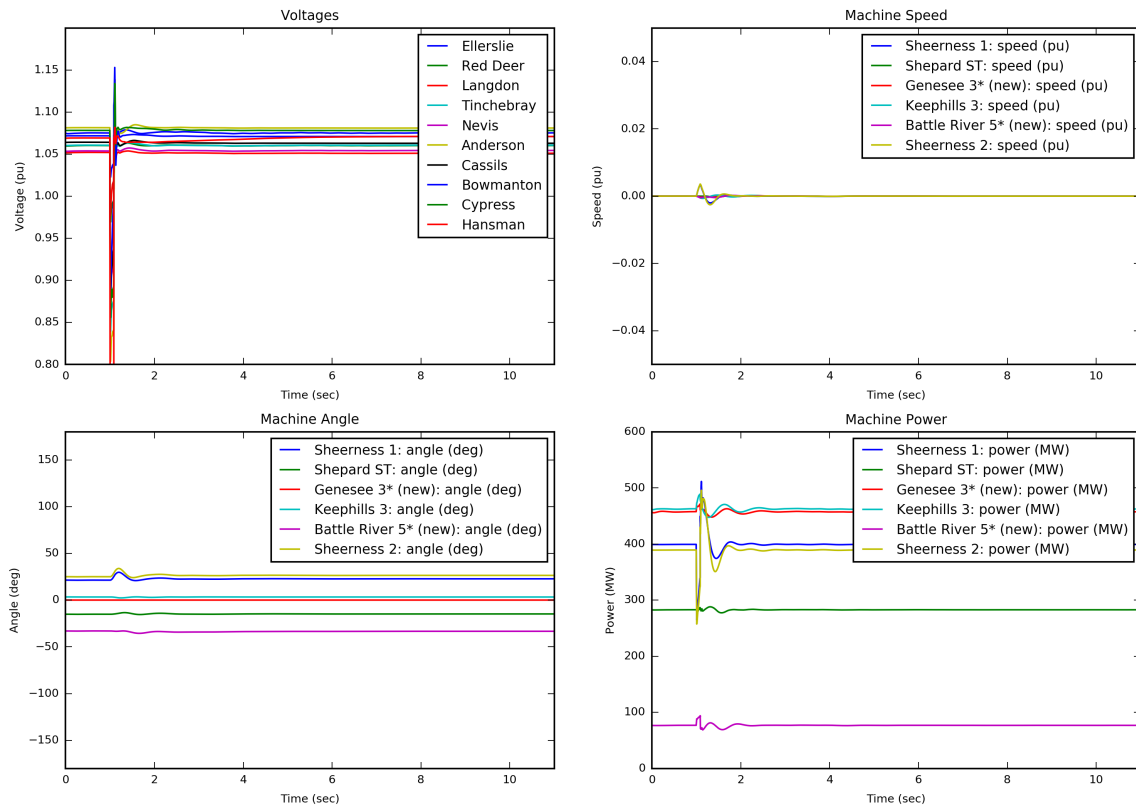 Voltages
1.15
1.10
1.05
1.00
0.95
0.90
0.85
0.80
Voltage (pu)
0 2 4 6 8 10
Time (sec)
Ellerslie
Red Deer
Langdon
Tinchebray
Nevis
Anderson
Cassils
Bowmanton
Cypress
Hansman
Machine Speed
0.04
0.02
0.00
−0.02
−0.04
Speed (pu)
0 2 4 6 8 10
Time (sec)
Sheerness 1: speed (pu)
Shepard ST: speed (pu)
Genesee 3* (new): speed (pu)
Keephills 3: speed (pu)
Battle River 5* (new): speed (pu)
Sheerness 2: speed (pu)
Machine Angle
150
100
50
0
−50
−100
−150
Angle (deg)
0 2 4 6 8 10
Time (sec)
Sheerness 1: angle (deg)
Shepard ST: angle (deg)
Genesee 3* (new): angle (deg)
Keephills 3: angle (deg)
Battle River 5* (new): angle (deg)
Sheerness 2: angle (deg)
Machine Power
600
500
400
300
200
100
0
Power (MW)
0 2 4 6 8 10
Time (sec)
Sheerness 1: power (MW)
Shepard ST: power (MW)
Genesee 3* (new): power (MW)
Keephills 3: power (MW)
Battle River 5* (new): power (MW)
Sheerness 2: power (MW)